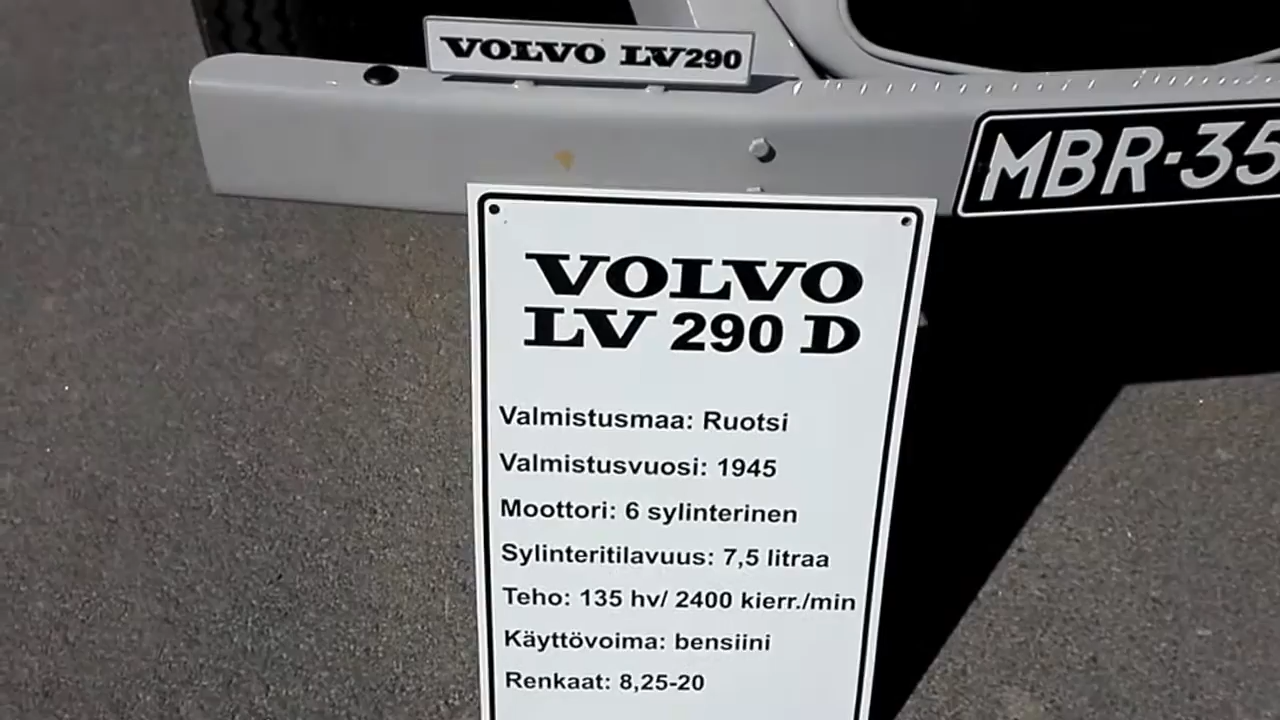 VOLVO LV290
MBR-35
VOLVO
LV 290 D
Valmistusmaa: Ruotsi
Valmistusvuosi: 1945
Moottori: 6 sylinterinen
Sylinteritilavuus: 7,5 litraa
Teho: 135 hv/ 2400 kierr./min
Käyttövoima: bensiini
Renkaat: 8,25-20